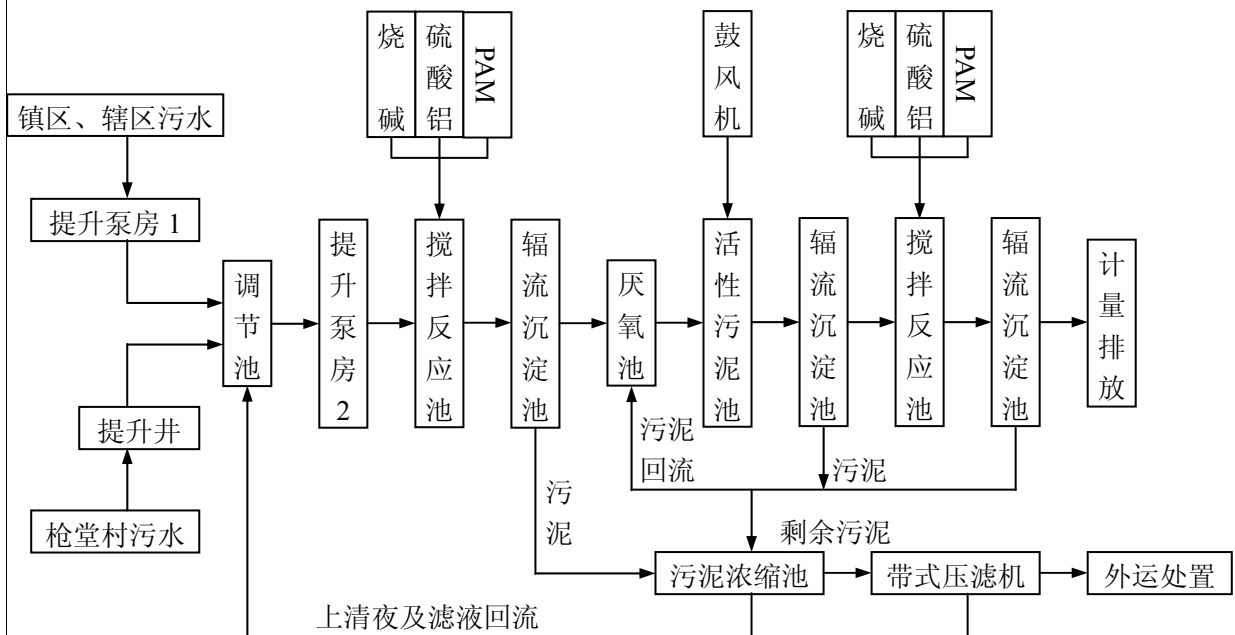 烧碱
硫酸铝
PAM
鼓风机
烧碱
硫酸铝
PAM
镇区、辖区污水
提升泵房 1
调节池
提升泵房2
搅拌反应池
辐流沉淀池
厌氧池
活性污泥池
辐流沉淀池
搅拌反应池
辐流沉淀池
计量排放
提升井
枪堂村污水
污泥
污泥
回流
污泥
剩余污泥
污泥浓缩池
带式压滤机
外运处置
上清夜及滤液回流